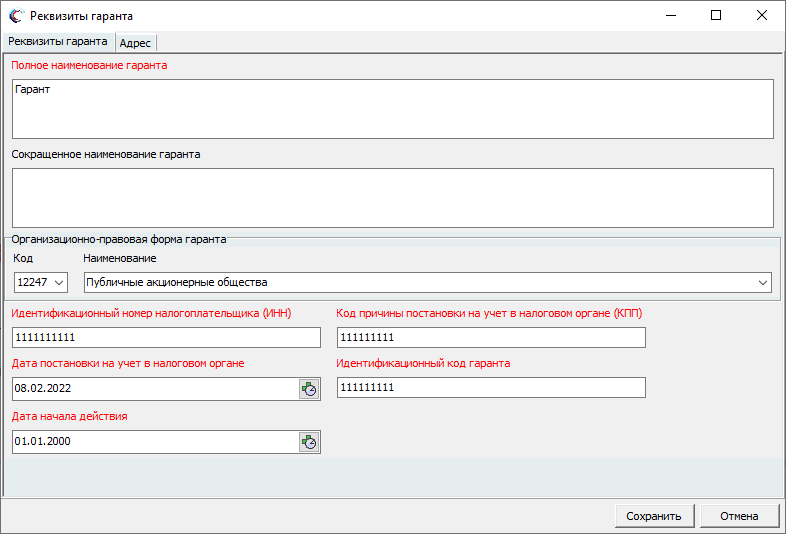 Реквизиты гаранта
Реквизиты гаранта Адрес
Полное наименование гаранта
Гарант
Сокращенное наименование гаранта
Организационно-правовая форма гаранта
Код Наименование
12247 Публичные акционерные общества
Идентификационный номер налогоплательщика (ИНН) Код причины постановки на учет в налоговом органе (КПП)
1111111111 111111111
Дата постановки на учет в налоговом органе Идентификационный код гаранта
08.02.2022 111111111
Дата начала действия
01.01.2000
Сохранить Отмена